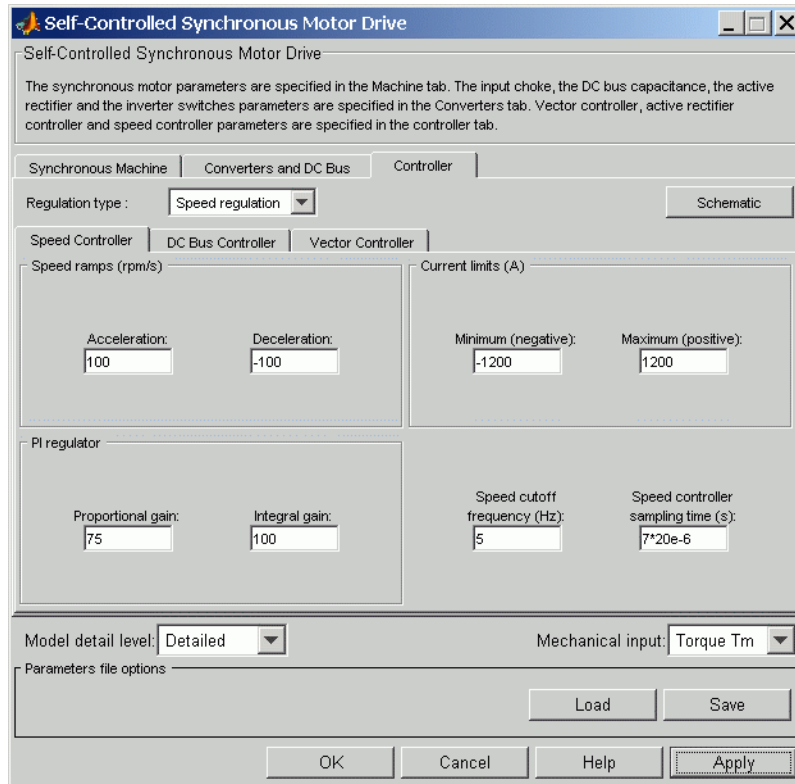 Self-Controlled Synchronous Motor Drive
Self-Controlled Synchronous Motor Drive
The synchronous motor parameters are specified in the Machine tab. The input choke, the DC bus capacitance, the active
rectifier and the inverter switches parameters are specified in the Converters tab. Vector controller, active rectifier
controller and speed controller parameters are specified in the controller tab.
Synchronous Machine Converters and DC Bus Controller
Regulation type : Speed regulation Schematic
Speed Controller DC Bus Controller Vector Controller
Speed ramps (rpm/s) Current limits (A)
Acceleration: Deceleration: Minimum (negative): Maximum (positive):
100 -100 -1200 1200
PI regulator
Speed cutoff Speed controller
Proportional gain: Integral gain: frequency (Hz): sampling time (s):
75 100 5 7*20e-6
Model detail level: Detailed Mechanical input: Torque Tm
Parameters file options
Load Save
OK Cancel Help Apply